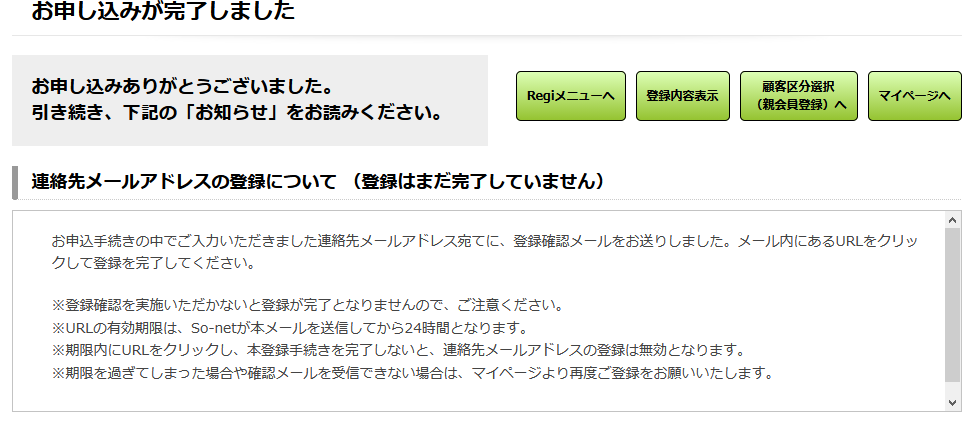 お申し込みが完了しました
お申し込みありがとうございました。
引き続き、下記の「お知らせ」をお読みください。
Regiメニューへ
登録内容表示
顧客区分選択
（親会員登録）へ
マイページへ
連絡先メールアドレスの登録について （登録はまだ完了していません）
お申込手続きの中でご入力いただきました連絡先メールアドレス宛てに、登録確認メールをお送りしました。メール内にあるURLをクリッ
クして登録を完了してください。
※登録確認を実施いただかないと登録が完了となりませんので、ご注意ください。
※URLの有効期限は、So-netが本メールを送信してから24時間となります。
※期限内にURLをクリックし、本登録手続きを完了しないと、連絡先メールアドレスの登録は無効となります。
※期限を過ぎてしまった場合や確認メールを受信できない場合は、マイページより再度ご登録をお願いいたします。